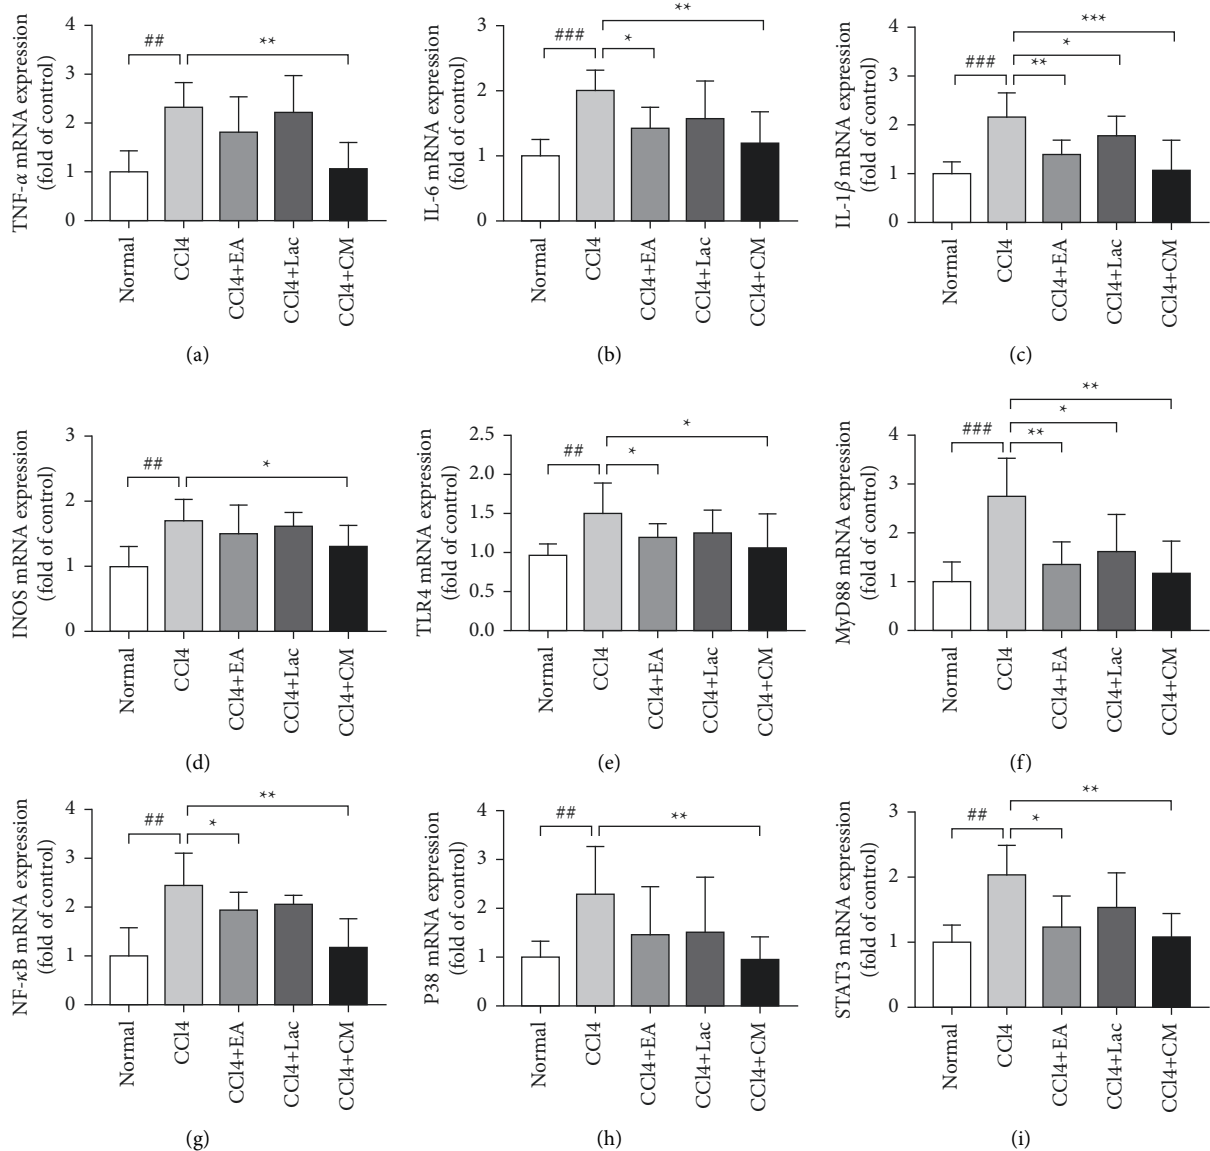 TNF-α mRNA expression
(fold of control)
4
3
2
1
0
##
**
Normal
CCl4
CCl4+EA
CCl4+Lac
CCl4+CM
(a)
IL-6 mRNA expression
(fold of control)
3
2
1
0
###
*
**
Normal
CCl4
CCl4+EA
CCl4+Lac
CCl4+CM
(b)
IL-1β mRNA expression
(fold of control)
4
3
2
1
0
###
**
*
***
Normal
CCl4
CCl4+EA
CCl4+Lac
CCl4+CM
(c)
INOS mRNA expression
(fold of control)
3
2
1
0
##
*
Normal
CCl4
CCl4+EA
CCl4+Lac
CCl4+CM
(d)
TLR4 mRNA expression
(fold of control)
2.5
2.0
1.5
1.0
0.5
0.0
##
*
*
Normal
CCl4
CCl4+EA
CCl4+Lac
CCl4+CM
(e)
MyD88 mRNA expression
(fold of control)
4
3
2
1
0
###
**
*
**
Normal
CCl4
CCl4+EA
CCl4+Lac
CCl4+CM
(f)
NF-κB mRNA expression
(fold of control)
4
3
2
1
0
##
*
**
Normal
CCl4
CCl4+EA
CCl4+Lac
CCl4+CM
(g)
P38 mRNA expression
(fold of control)
4
3
2
1
0
##
**
Normal
CCl4
CCl4+EA
CCl4+Lac
CCl4+CM
(h)
STAT3 mRNA expression
(fold of control)
3
2
1
0
##
*
**
Normal
CCl4
CCl4+EA
CCl4+Lac
CCl4+CM
(i)